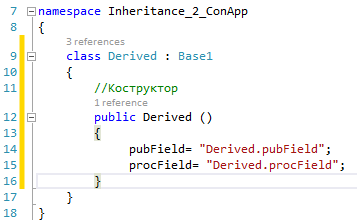 7 namespace Inheritance_2_ConApp
8 {
3 references
9 class Derived : Base1
10 {
11 //Коструктор
1 reference
12 public Derived ()
13 {
14 pubField= "Derived.pubField";
15 procField= "Derived.procField";
16 }
17 }
18 }